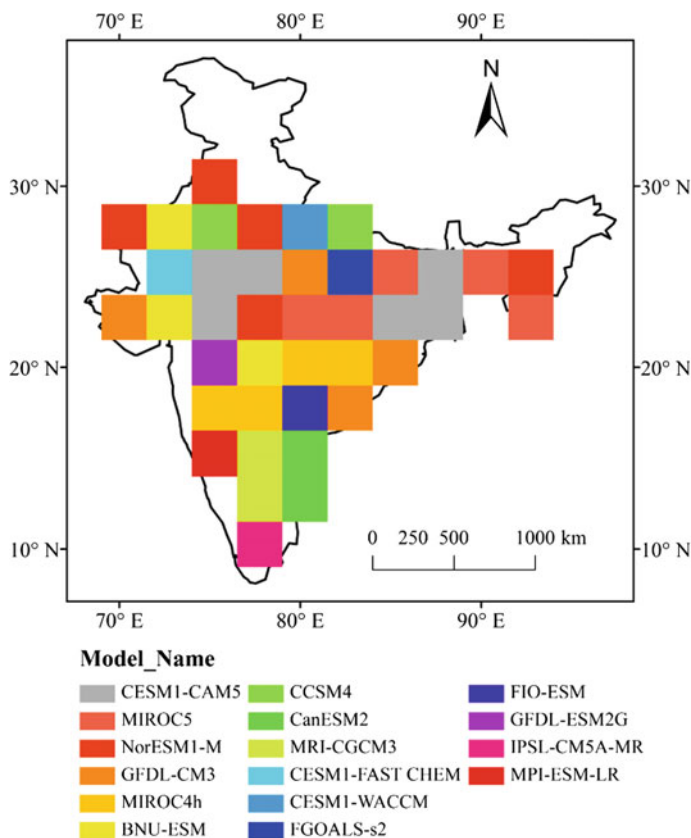 70° E 80° E 90° E
N
30° N 30° N
20° N 20° N
10° N 10° N
0 250 500 1000 km
70° E 80° E 90° E
Model_Name
CESM1-CAM5 CCSM4 FIO-ESM
MIROC5 CanESM2 GFDL-ESM2G
NorESM1-M MRI-CGCM3 IPSL-CM5A-MR
GFDL-CM3 CESM1-FAST CHEM MPI-ESM-LR
MIROC4h CESM1-WACCM
BNU-ESM FGOALS-s2